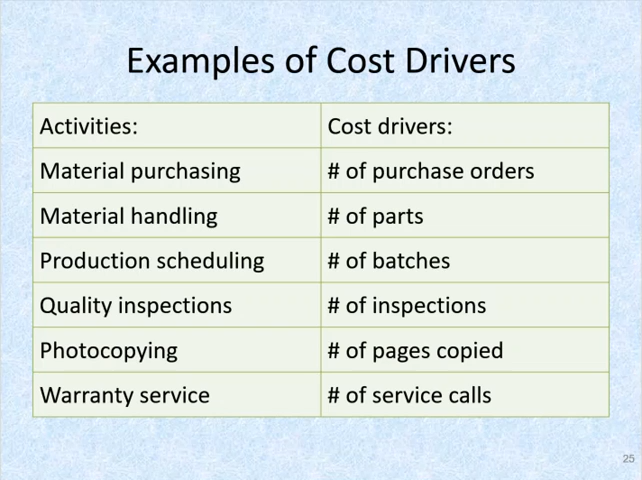 Examples of Cost Drivers
Activities: Cost drivers:
Material purchasing # of purchase orders
Material handling # of parts
Production scheduling # of batches
Quality inspections # of inspections
Photocopying # of pages copied
Warranty service # of service calls
25